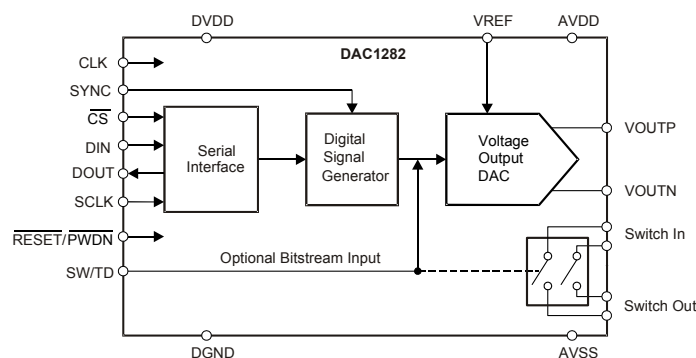 DVDD
VREF
AVDD
DAC1282
CLK
SYNC
CS
DIN
DOUT
SCLK
RESET/PWDN
SW/TD
Serial
Interface
Digital
Signal
Generator
Voltage
Output
DAC
VOUTP
VOUTN
Switch In
Optional Bitstream Input
Switch Out
DGND
AVSS